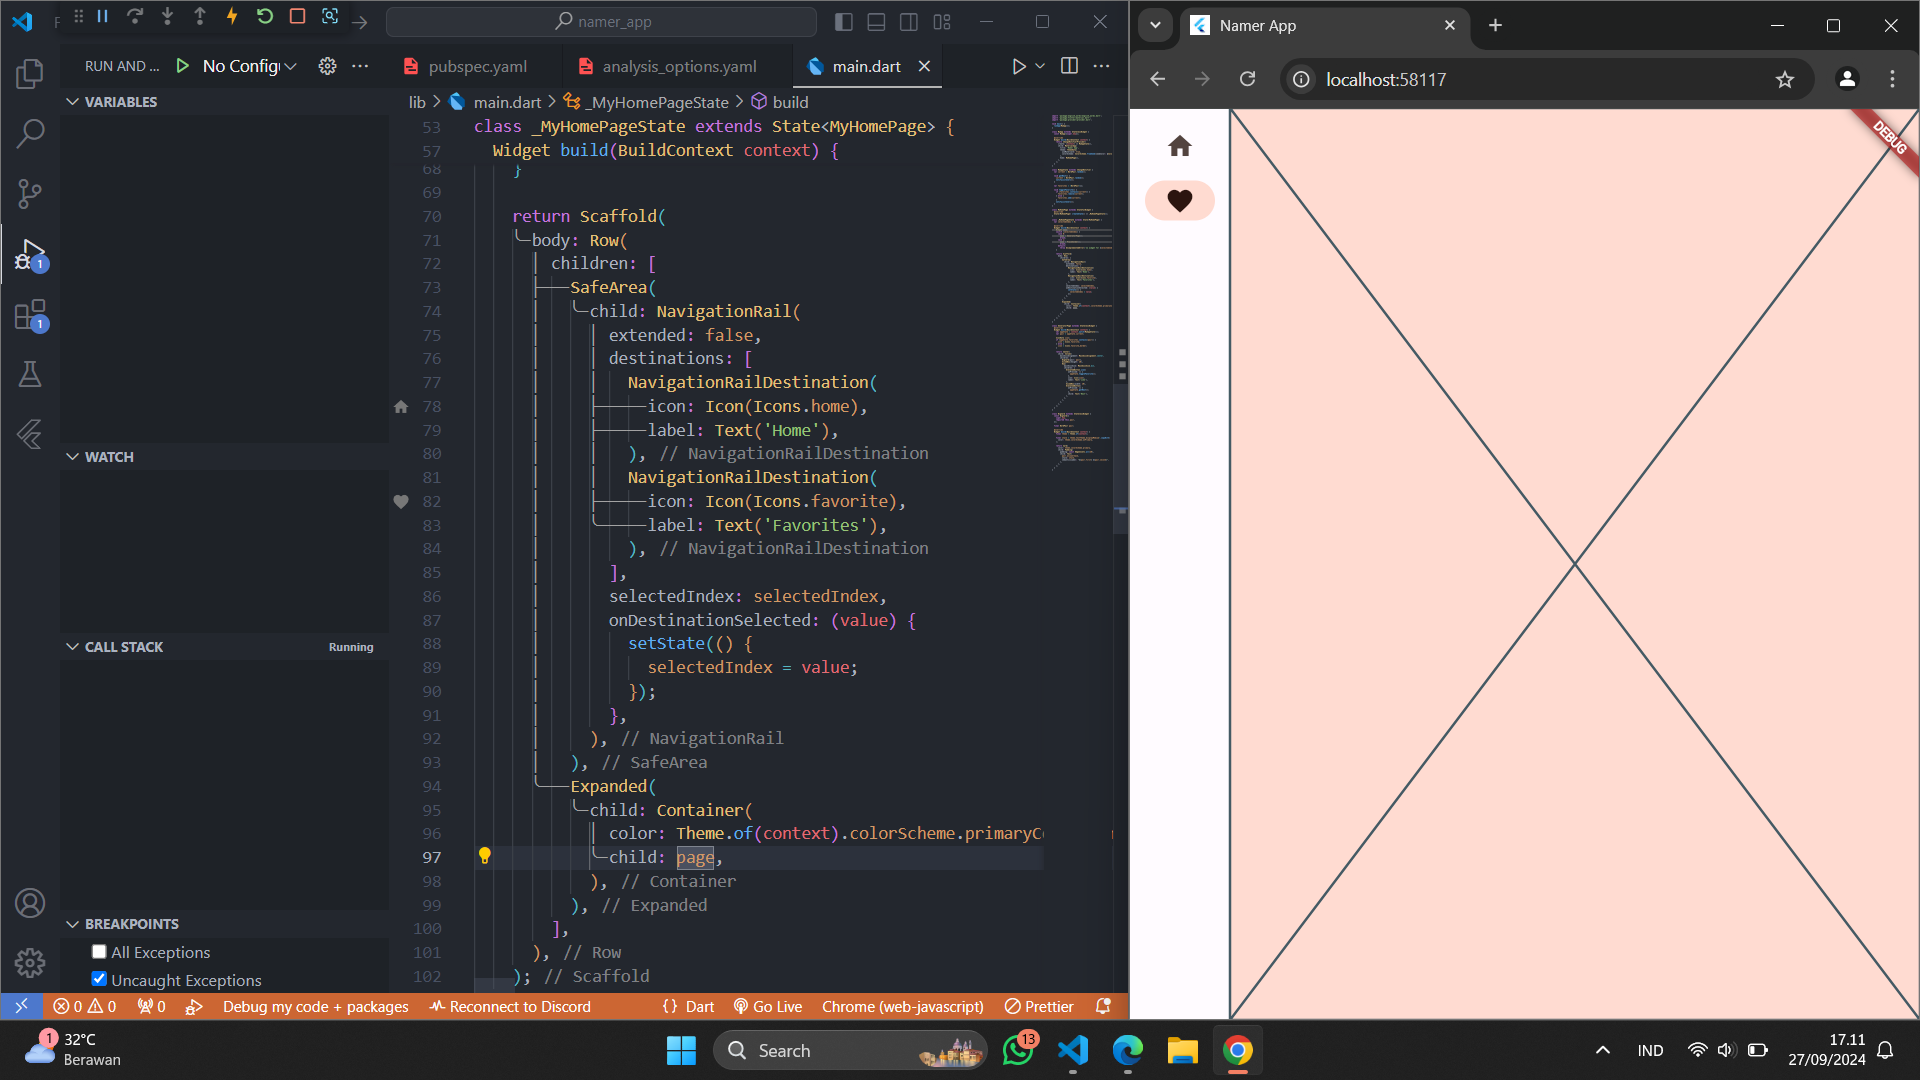 namer_app
RUN AND ...
No Config
pubspec.yaml
analysis_options.yaml
main.dart
lib > main.dart > _MyHomePageState > build
VARIABLES
WATCH
CALL STACK
Running
BREAKPOINTS
All Exceptions
Uncaught Exceptions
53 class _MyHomePageState extends State<MyHomePage> {
57 Widget build(BuildContext context) {
68 }
69
70 return Scaffold(
71 body: Row(
72 children: [
73 SafeArea(
74 child: NavigationRail(
75 extended: false,
76 destinations: [
77 NavigationRailDestination(
78 icon: Icon(Icons.home),
79 label: Text('Home'),
80 ), // NavigationRailDestination
81 NavigationRailDestination(
82 icon: Icon(Icons.favorite),
83 label: Text('Favorites'),
84 ), // NavigationRailDestination
85 ],
86 selectedIndex: selectedIndex,
87 onDestinationSelected: (value) {
88 setState(() {
89 selectedIndex = value;
90 });
91 },
92 ), // NavigationRail
93 ), // SafeArea
94 Expanded(
95 child: Container(
96 color: Theme.of(context).colorScheme.primaryC
97 child: page,
98 ), // Container
99 ), // Expanded
100 ],
101 ), // Row
102 ); // Scaffold
1
1
0 0 0 Debug my code + packages Reconnect to Discord {} Dart Go Live Chrome (web-javascript) Prettier
Namer App
localhost:58117
DEBUG
1
32°C
Berawan
Search
13
IND
17.11
27/09/2024